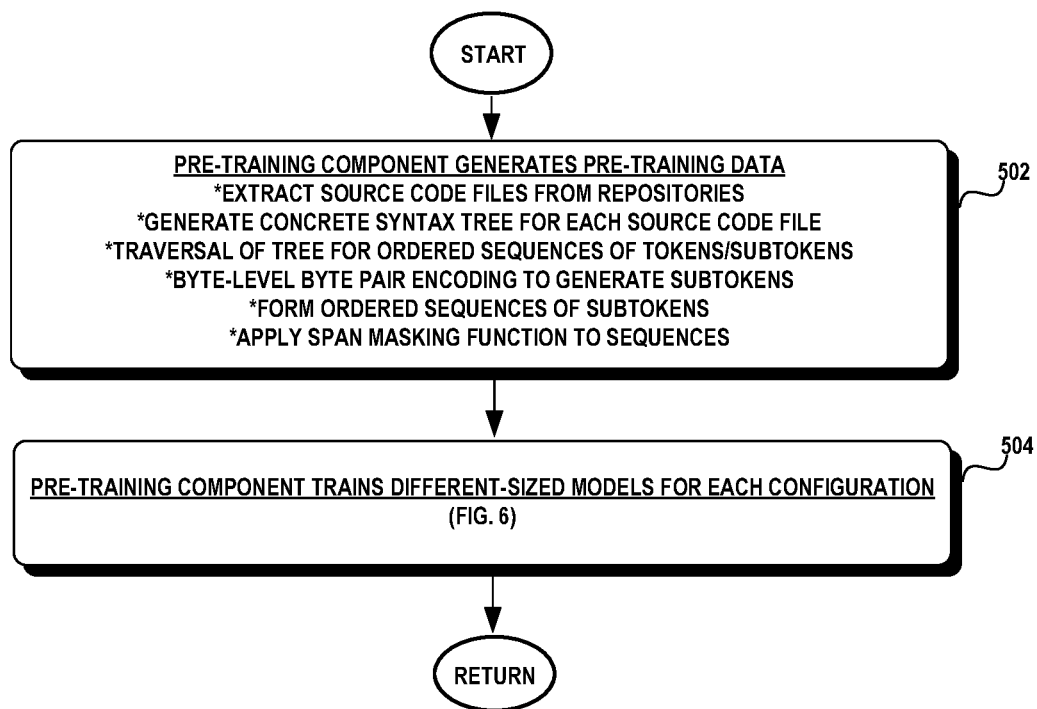 START
PRE-TRAINING COMPONENT GENERATES PRE-TRAINING DATA
*EXTRACT SOURCE CODE FILES FROM REPOSITORIES
*GENERATE CONCRETE SYNTAX TREE FOR EACH SOURCE CODE FILE
*TRAVERSAL OF TREE FOR ORDERED SEQUENCES OF TOKENS/SUBTOKENS
*BYTE-LEVEL BYTE PAIR ENCODING TO GENERATE SUBTOKENS
*FORM ORDERED SEQUENCES OF SUBTOKENS
*APPLY SPAN MASKING FUNCTION TO SEQUENCES
502
PRE-TRAINING COMPONENT TRAINS DIFFERENT-SIZED MODELS FOR EACH CONFIGURATION
(FIG. 6)
504
RETURN